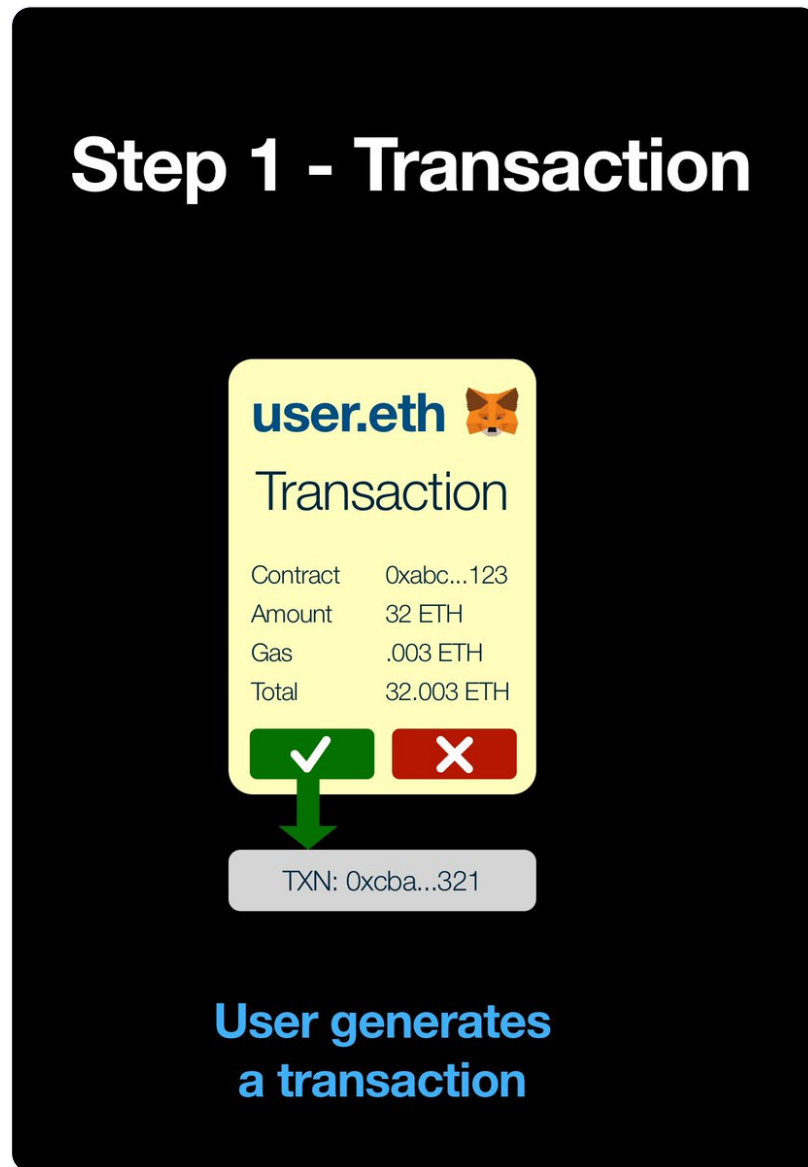 Step 1 - Transaction
user.eth
Transaction
Contract 0xabc...123
Amount 32 ETH
Gas .003 ETH
Total 32.003 ETH
TXN: 0xcba...321
User generates
a transaction